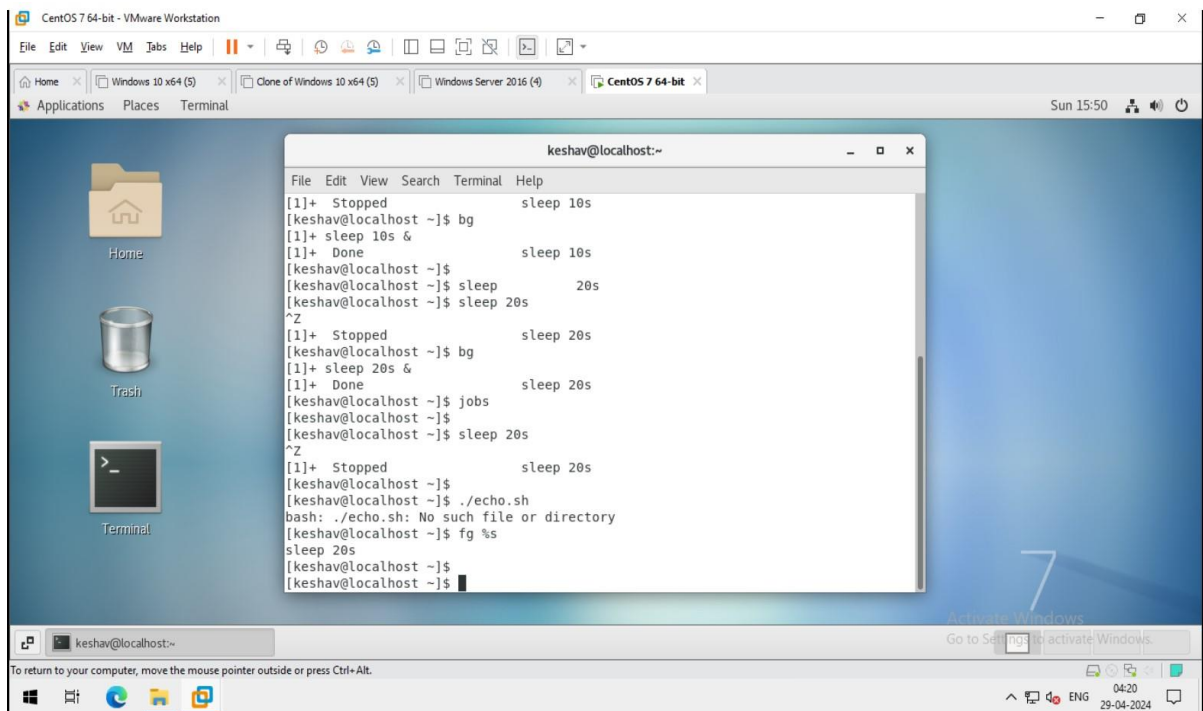 CentOS 7 64-bit - VMware Workstation
File Edit View VM Tabs Help
Home Windows 10 x64 (5) Clone of Windows 10 x64 (5) Windows Server 2016 (4) CentOS 7 64-bit
Applications Places Terminal Sun 15:50
keshav@localhost:~
File Edit View Search Terminal Help
[1]+  Stopped                 sleep 10s
[keshav@localhost ~]$ bg
[1]+ sleep 10s &
[1]+  Done                    sleep 10s
[keshav@localhost ~]$
[keshav@localhost ~]$ sleep          20s
[keshav@localhost ~]$ sleep 20s
^Z
[1]+  Stopped                 sleep 20s
[keshav@localhost ~]$ bg
[1]+ sleep 20s &
[1]+  Done                    sleep 20s
[keshav@localhost ~]$ jobs
[keshav@localhost ~]$
[keshav@localhost ~]$ sleep 20s
^Z
[1]+  Stopped                 sleep 20s
[keshav@localhost ~]$
[keshav@localhost ~]$ ./echo.sh
bash: ./echo.sh: No such file or directory
[keshav@localhost ~]$ fg %s
sleep 20s
[keshav@localhost ~]$
[keshav@localhost ~]$
Home
Trash
Terminal
7
Activate Windows
Go to Settings to activate Windows.
keshav@localhost:~
To return to your computer, move the mouse pointer outside or press Ctrl+Alt.
ENG 04:20
29-04-2024